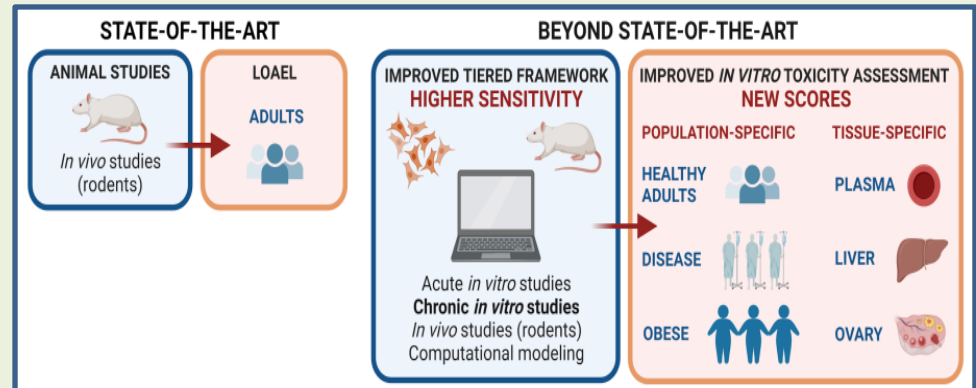 STATE-OF-THE-ART
ANIMAL STUDIES
In vivo studies
(rodents)
LOAEL
ADULTS
BEYOND STATE-OF-THE-ART
IMPROVED TIERED FRAMEWORK
HIGHER SENSITIVITY
Acute in vitro studies
Chronic in vitro studies
In vivo studies (rodents)
Computational modeling
IMPROVED IN VITRO TOXICITY ASSESSMENT
NEW SCORES
POPULATION-SPECIFIC
HEALTHY
ADULTS
DISEASE
OBESE
TISSUE-SPECIFIC
PLASMA
LIVER
OVARY